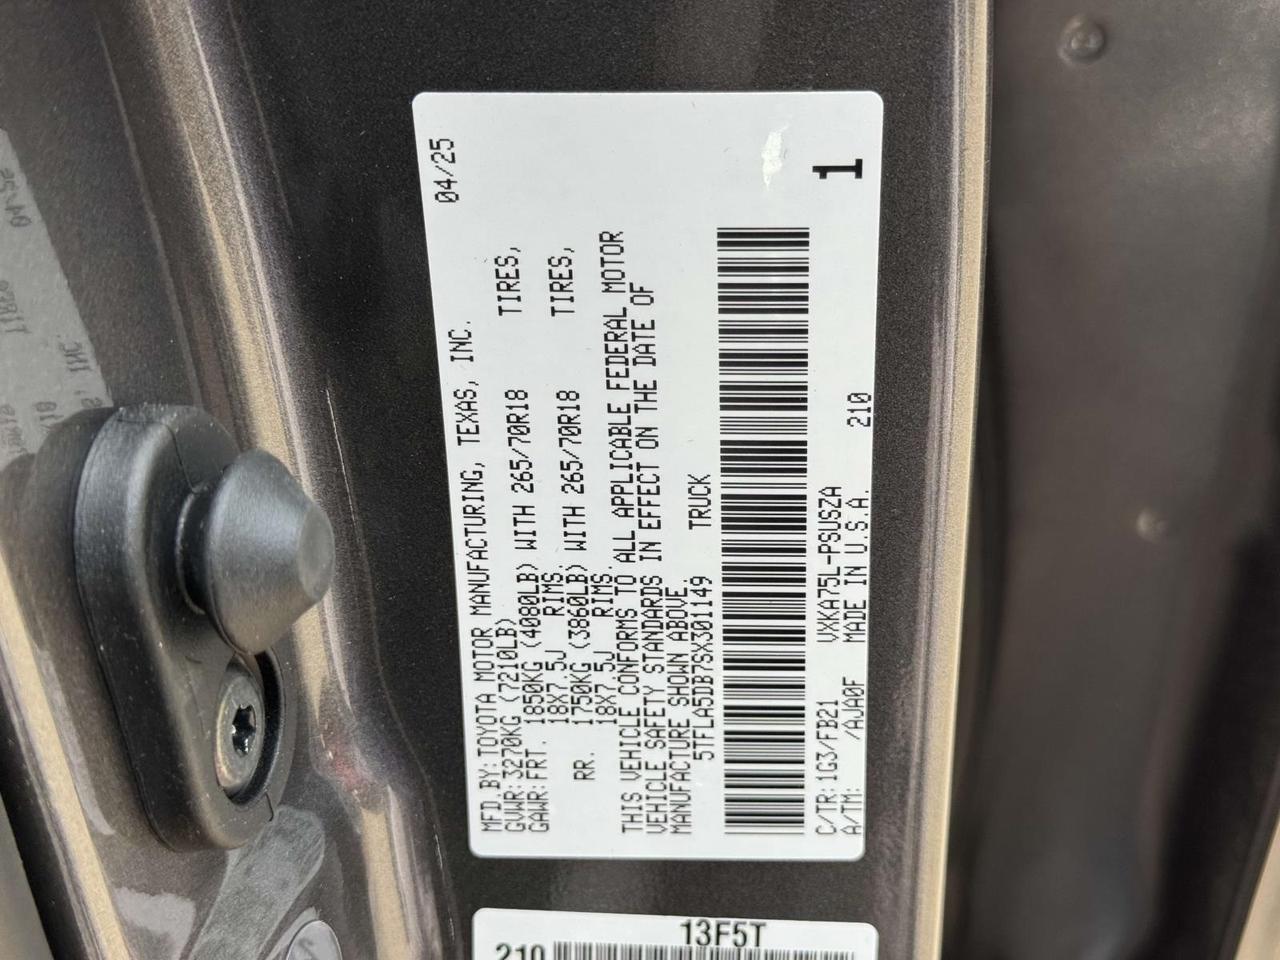 MFD.BY:TOYOTA MOTOR MANUFACTURING, TEXAS, INC. 04/25
GVWR:3270KG (7210LB)
GAWR:FRT. 1850KG (4080LB) WITH 265/70R18 TIRES,
18X7.5J RIMS.
RR. 1750KG (3860LB) WITH 265/70R18 TIRES,
18X7.5J RIMS.
THIS VEHICLE CONFORMS TO ALL APPLICABLE FEDERAL MOTOR
VEHICLE SAFETY STANDARDS IN EFFECT ON THE DATE OF
MANUFACTURE SHOWN ABOVE.
5TFLA5DB7SX301149 TRUCK
C/TR:1G3/FB21 VXKA75L-PSUSZA
A/TM: /AJA0F MADE IN U.S.A. 210
1
13F5T
210